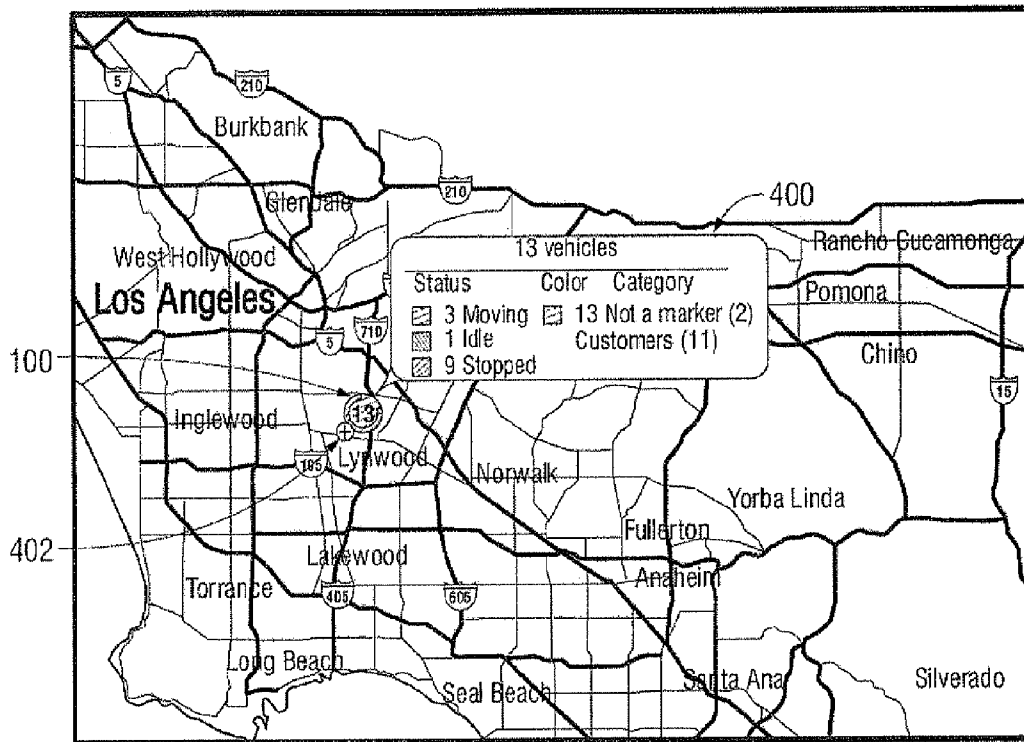 5
210
Burkbank
210
400
Glendale
Rancho Cucamonga
West Hollywood
13 vehicles
Status Color Category
Pomona
Los Angeles
3 Moving 13 Not a marker (2)
710
5
1 Idle Customers (11)
Chino
100
9 Stopped
15
13
Inglewood
Lynwood
105
Norwalk
Yorba Linda
Fullerton
402
Lakewood
Anaheim
Torrance
405
605
Long Beach
Santa Ana
Silverado
Seal Beach